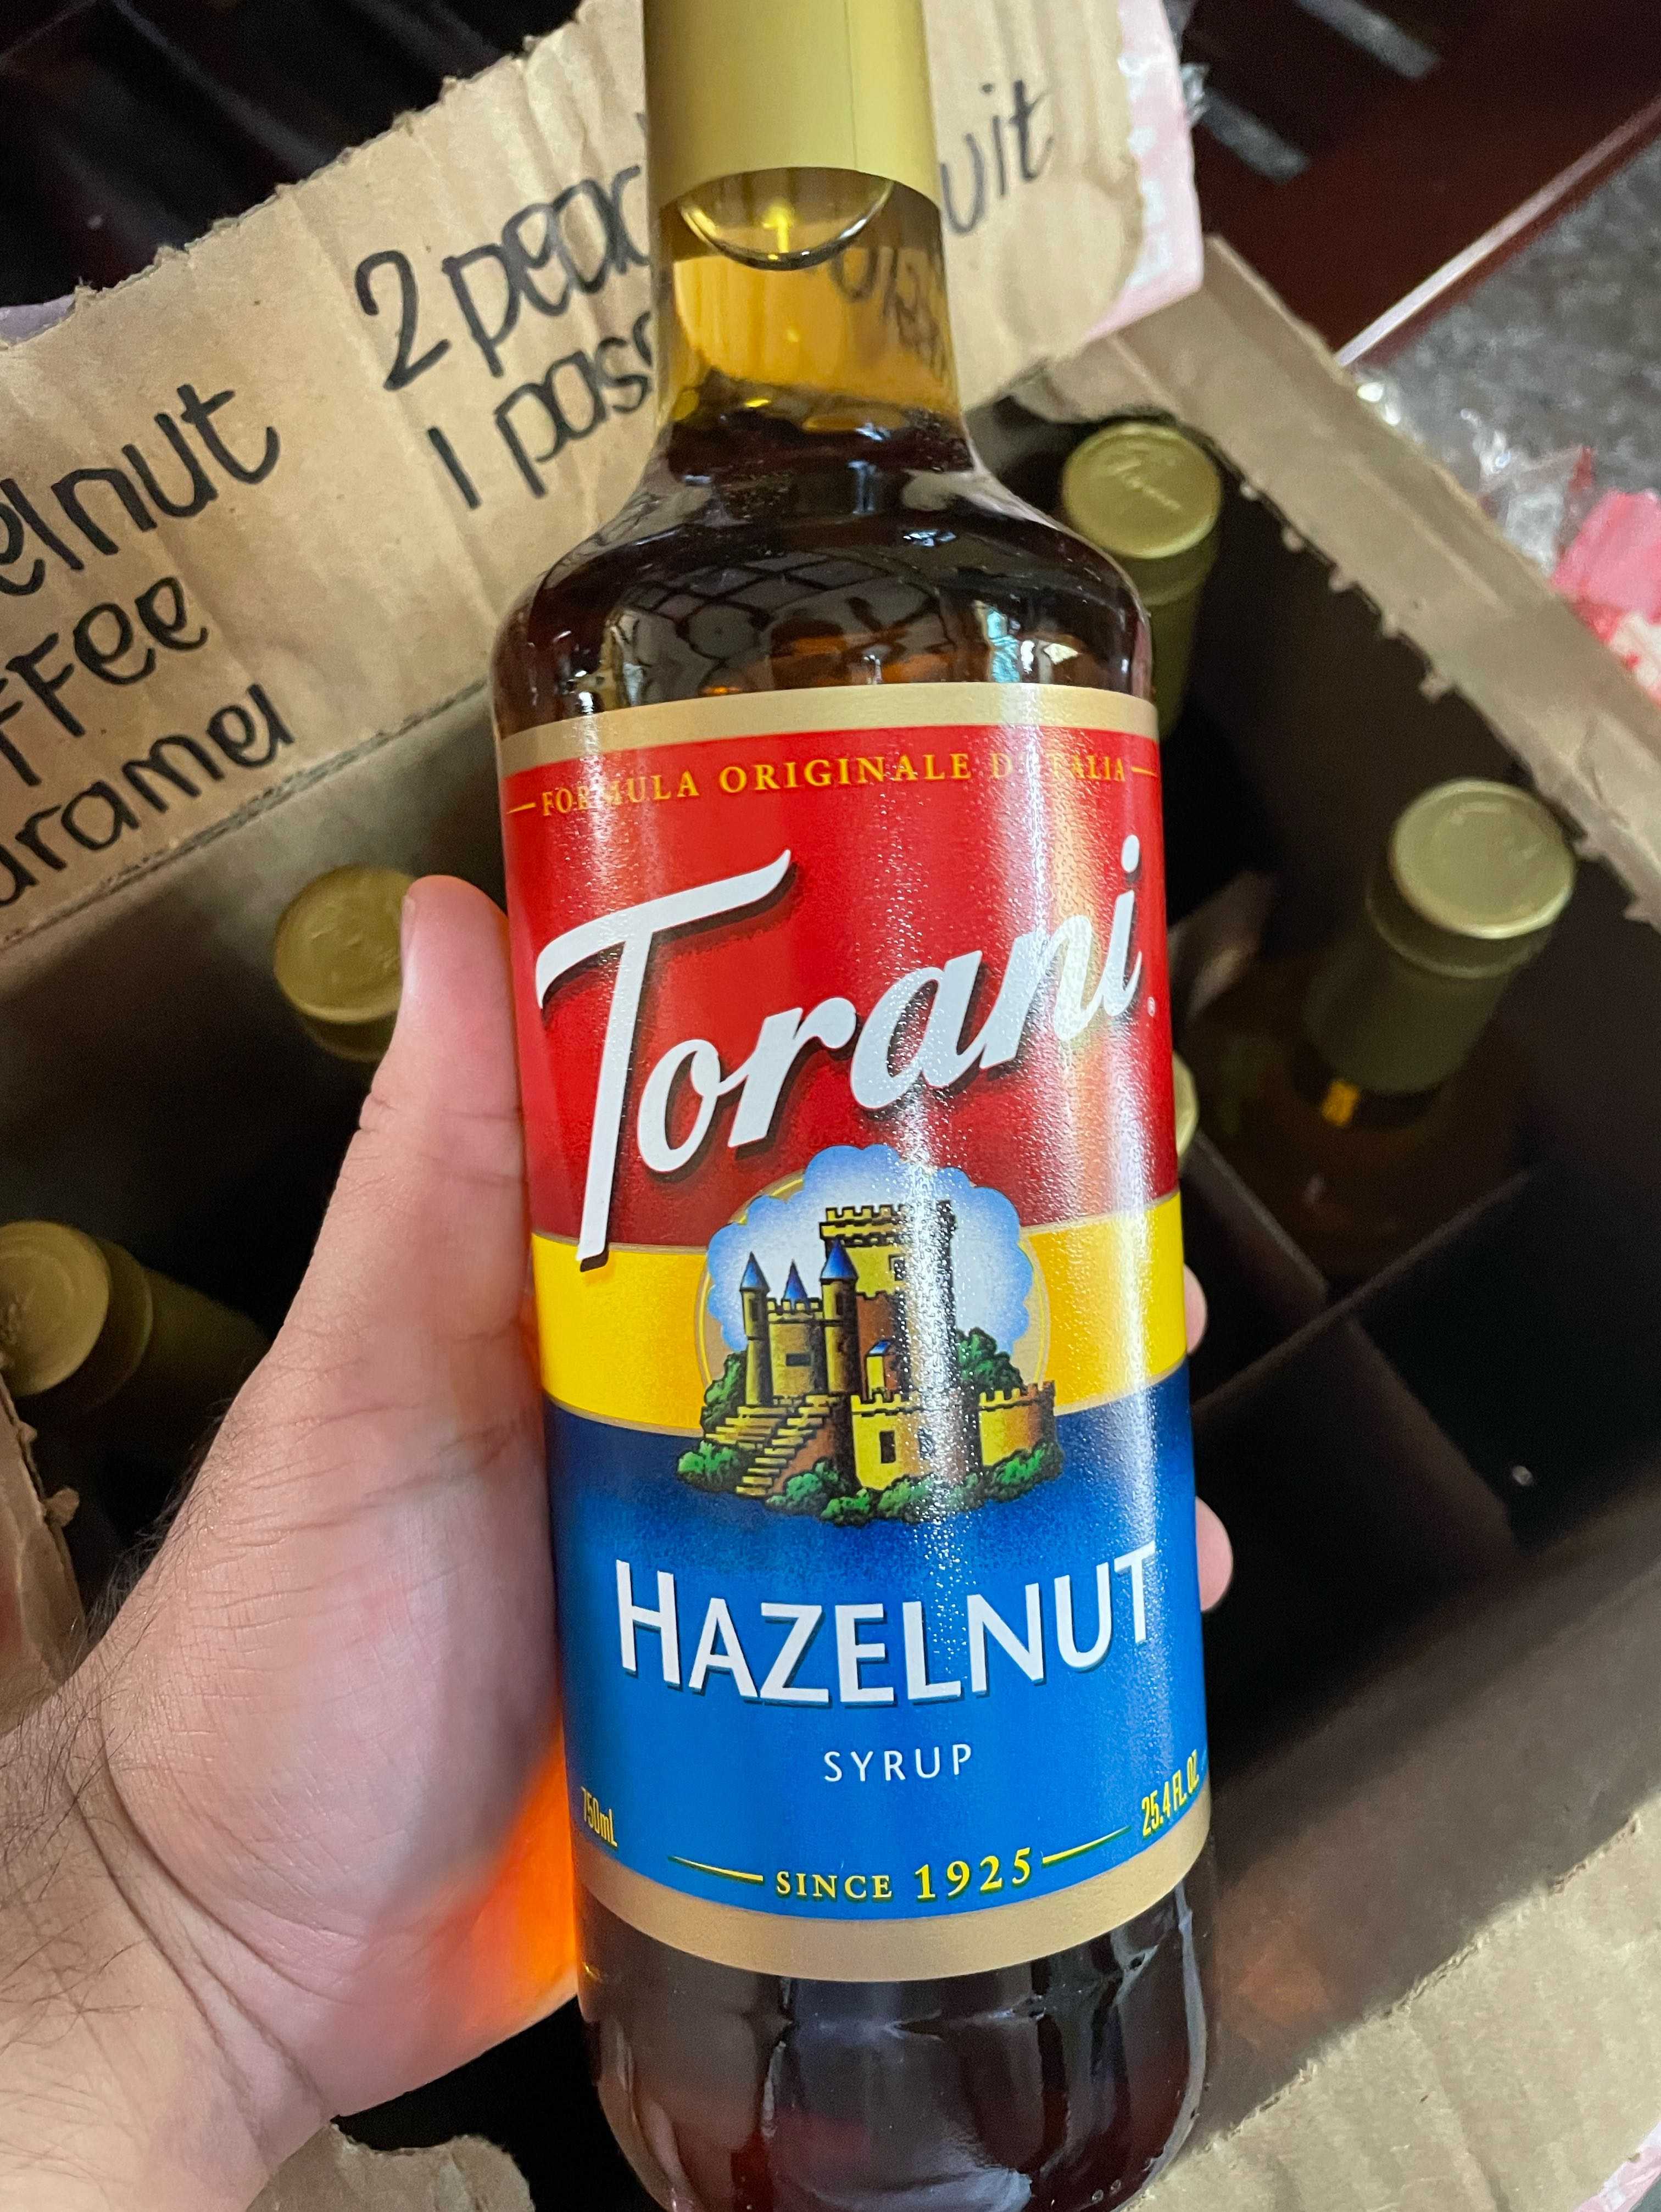 2 peac
uit
1 pass
elnut
ffee
aramel
FORMULA ORIGINALE D'ITALIA
Torani®
HAZELNUT
SYRUP
750mL
25.4 FL OZ
SINCE 1925